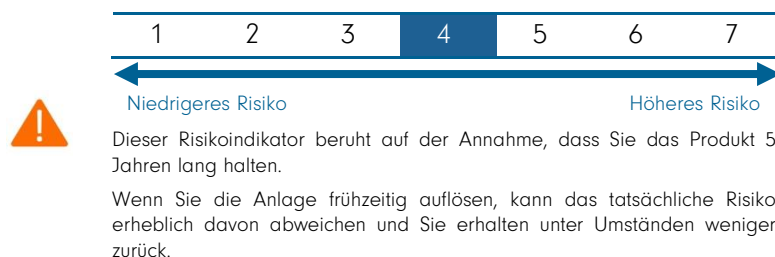 1 2 3 4 5 6 7
Niedrigeres Risiko Höheres Risiko
Dieser Risikoindikator beruht auf der Annahme, dass Sie das Produkt 5
Jahren lang halten.
Wenn Sie die Anlage frühzeitig auflösen, kann das tatsächliche Risiko
erheblich davon abweichen und Sie erhalten unter Umständen weniger
zurück.